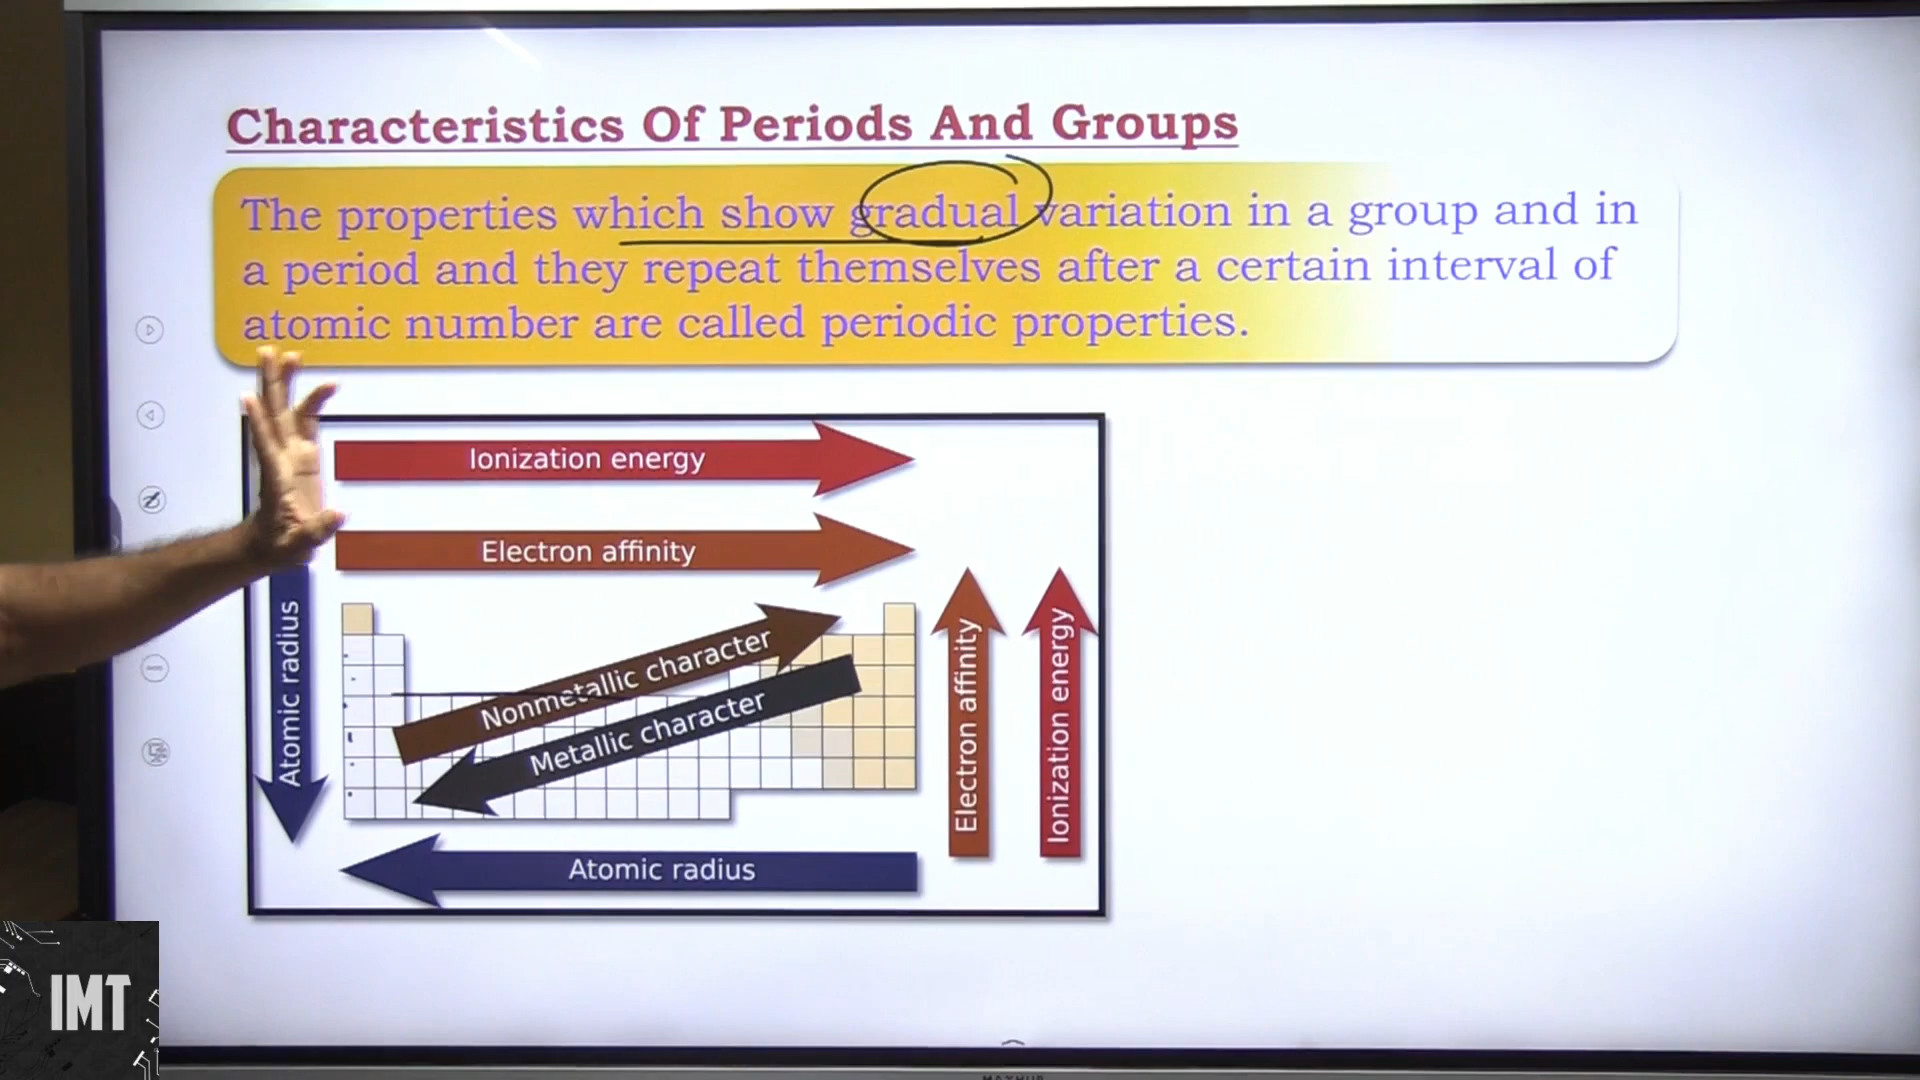 Characteristics Of Periods And Groups
The properties which show gradual variation in a group and in
a period and they repeat themselves after a certain interval of
atomic number are called periodic properties.
Ionization energy
Electron affinity
Atomic radius
Nonmetallic character
Metallic character
Electron affinity
Ionization energy
Atomic radius
IMT
MAXHUB